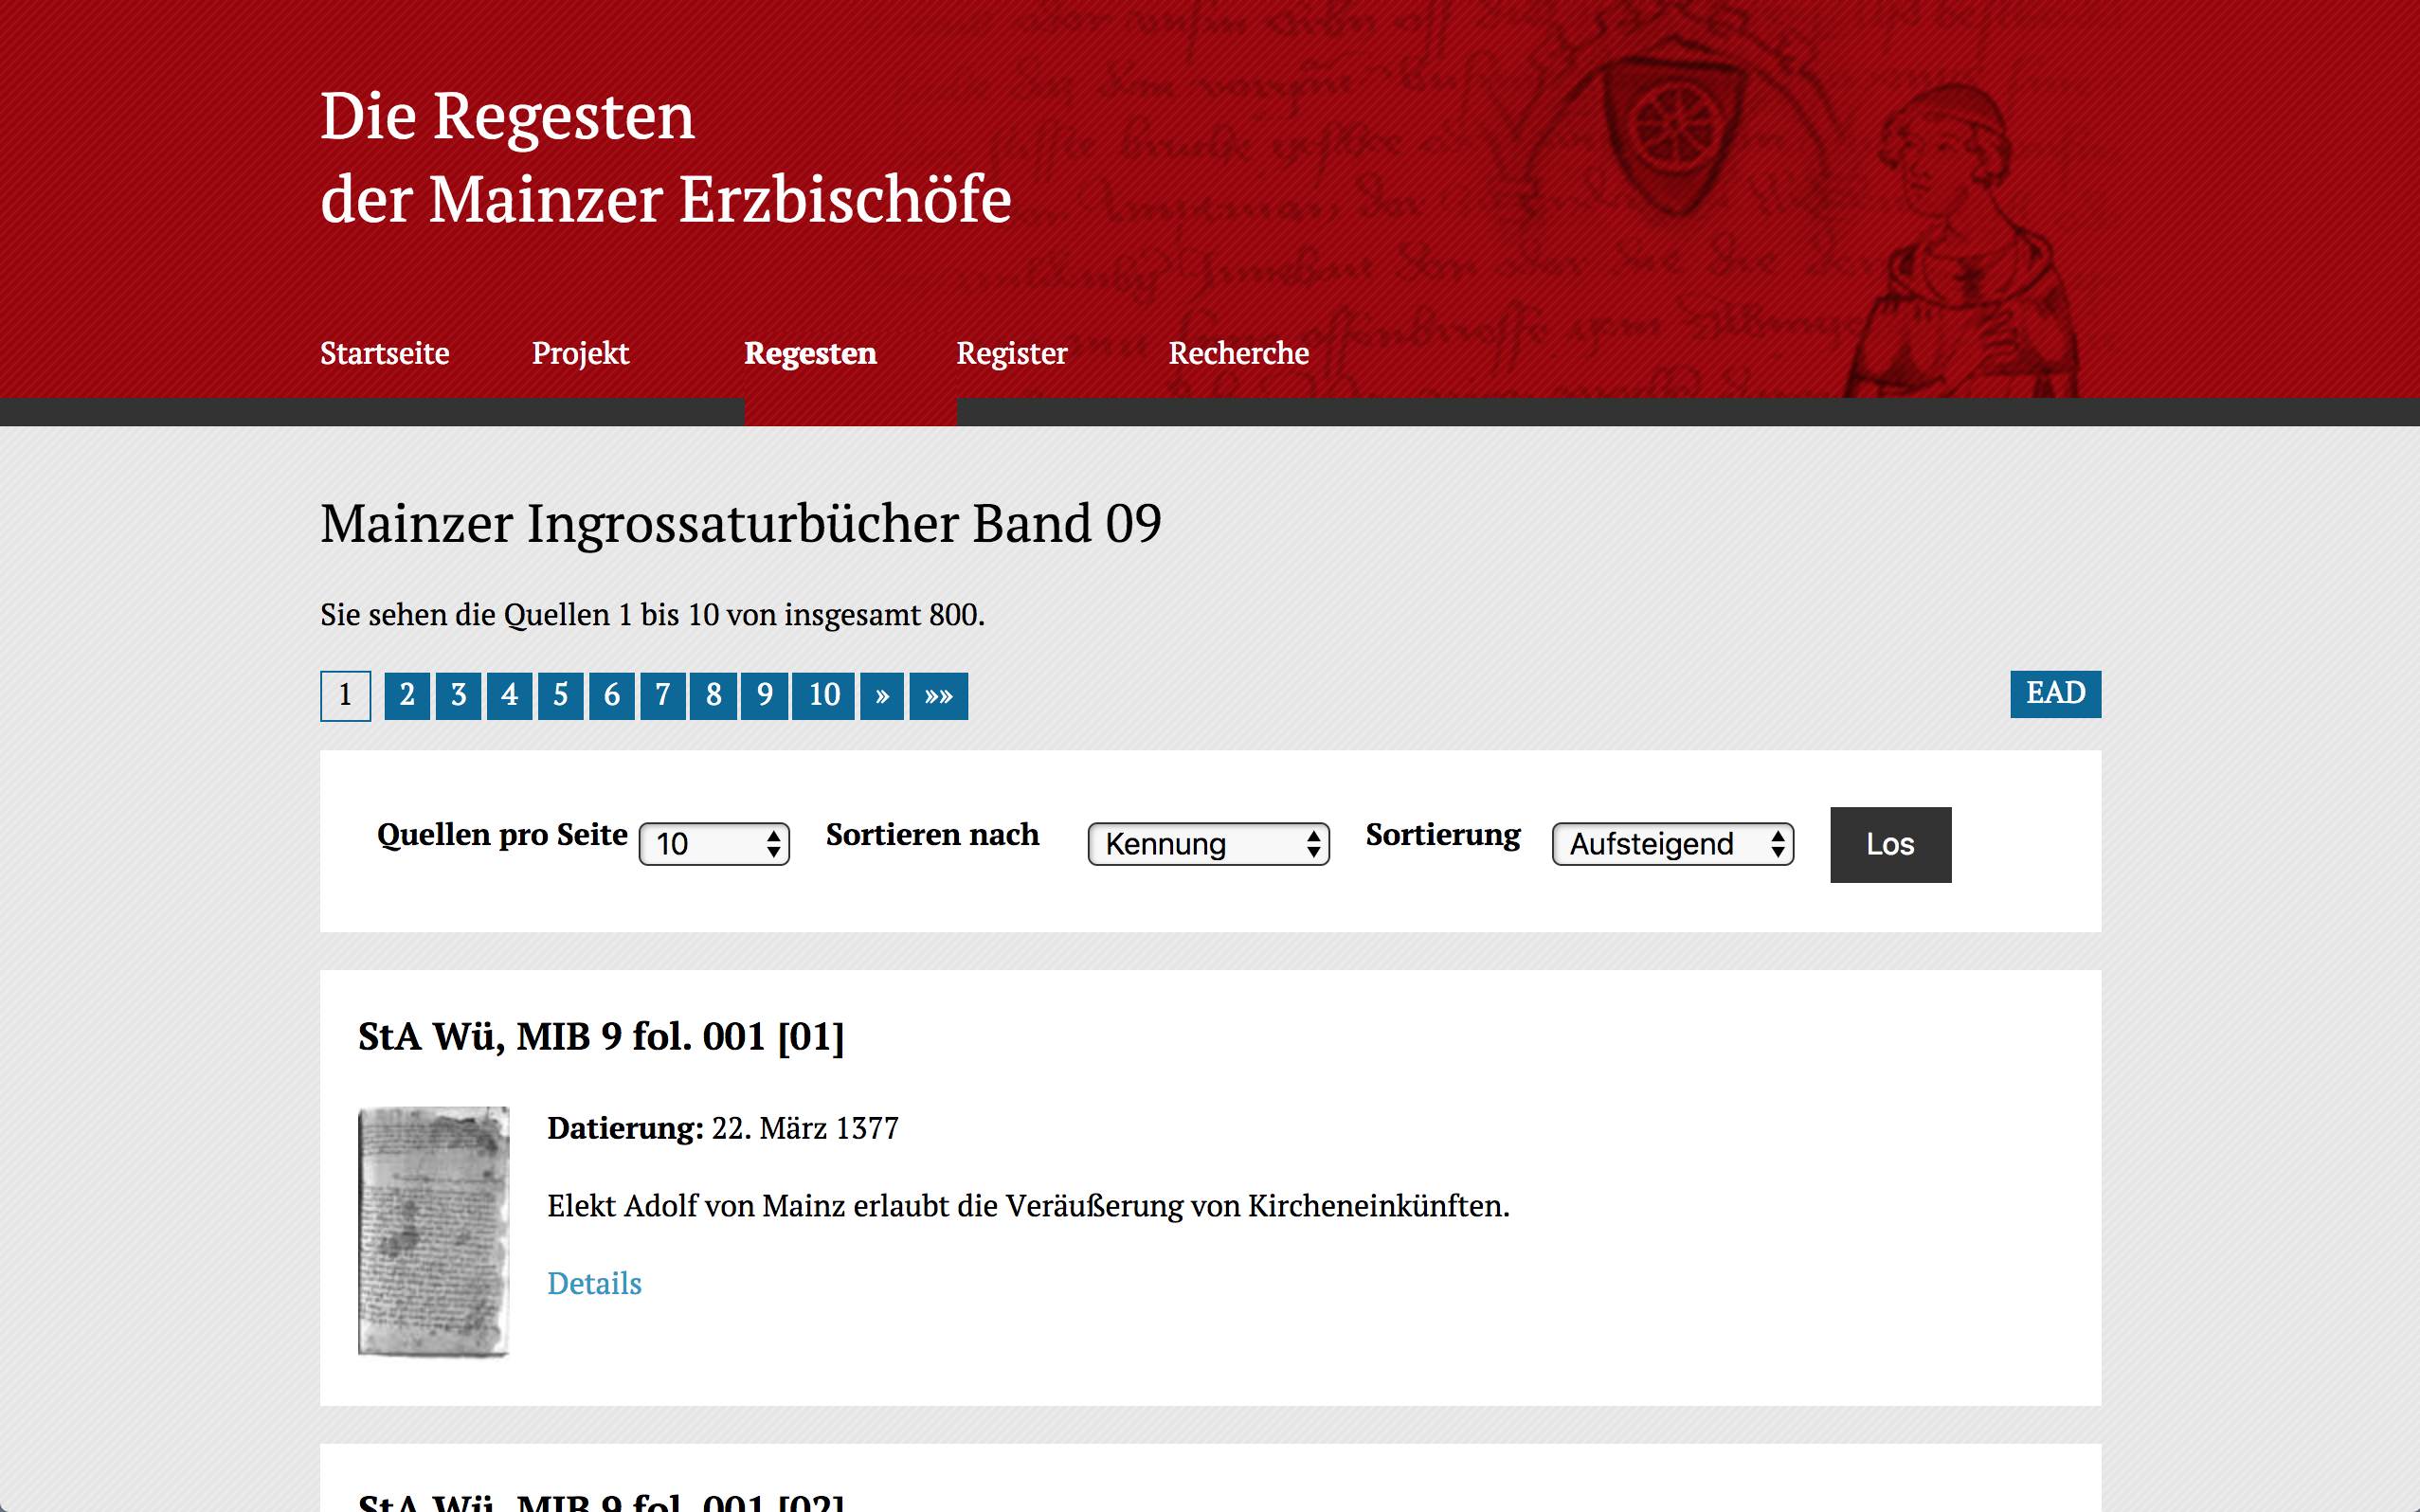 Die Regesten
der Mainzer Erzbischöfe
Startseite Projekt Regesten Register Recherche
Mainzer Ingrossaturbücher Band 09
Sie sehen die Quellen 1 bis 10 von insgesamt 800.
1 2 3 4 5 6 7 8 9 10 » »» EAD
Quellen pro Seite 10 Sortieren nach Kennung Sortierung Aufsteigend Los
StA Wü, MIB 9 fol. 001 [01]
Datierung: 22. März 1377
Elekt Adolf von Mainz erlaubt die Veräußerung von Kircheneinkünften.
Details
StA Wü, MIB 9 fol. 001 [02]